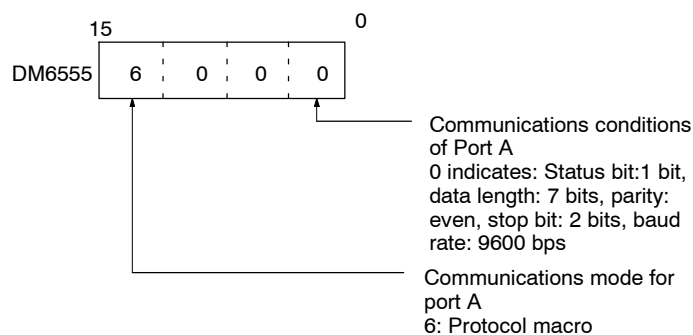 15 0
DM6555 6 0 0 0
Communications conditions
of Port A
0 indicates: Status bit:1 bit,
data length: 7 bits, parity:
even, stop bit: 2 bits, baud
rate: 9600 bps
Communications mode for
port A
6: Protocol macro